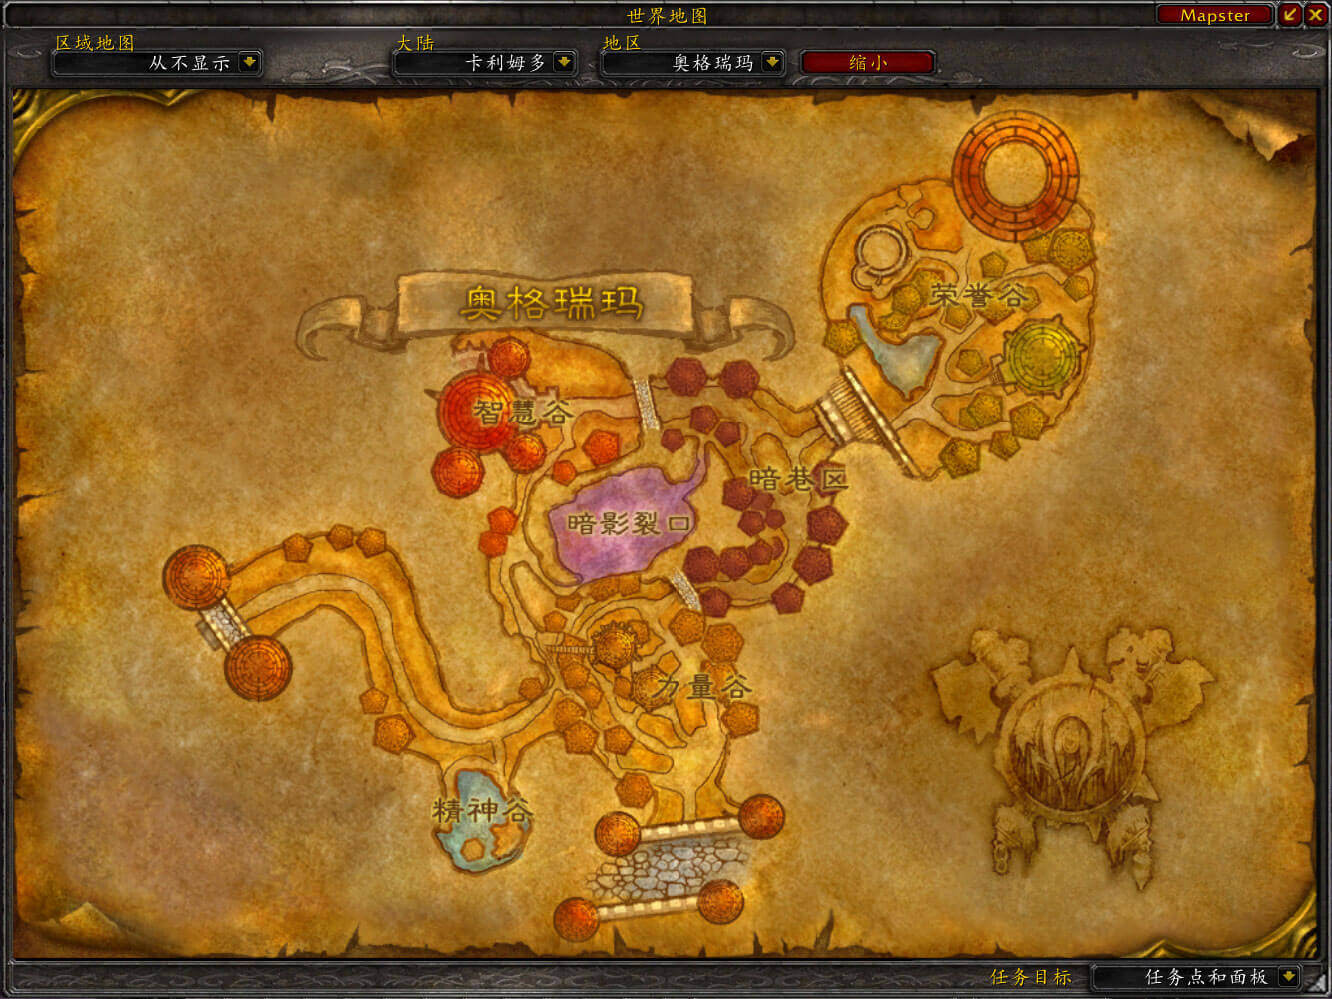 世界地图
Mapster
区域地图
大陆
地区
从不显示
卡利姆多
奥格瑞玛
缩小
奥格瑞玛
荣誉谷
智慧谷
暗巷区
暗影裂口
力量谷
精神谷
任务目标
任务点和面板